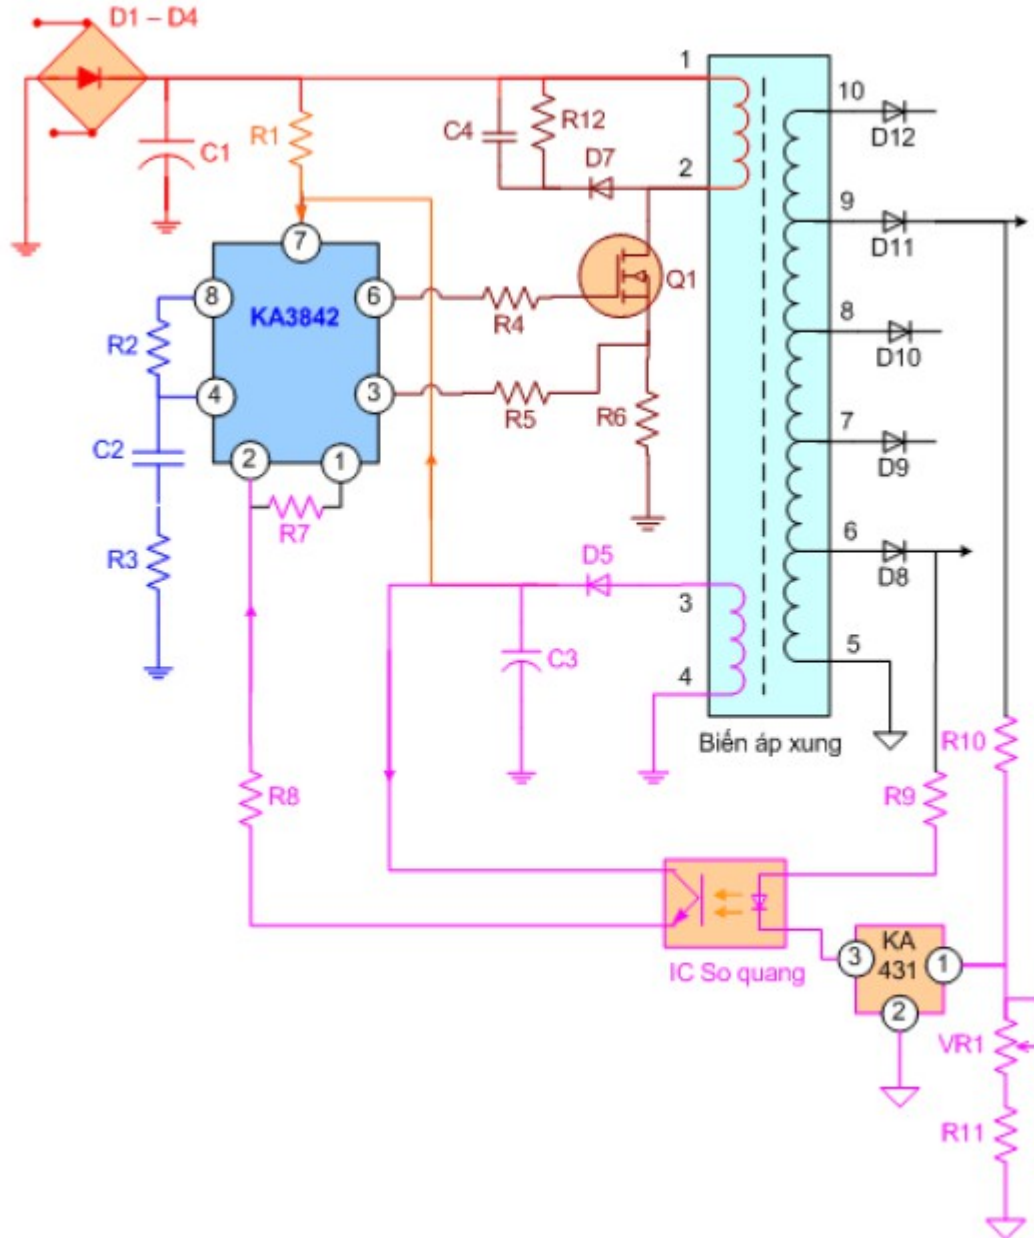 D1 – D4
C1
R1
C4
R12
D7
1
2
10
D12
9
D11
8
D10
7
D9
6
D8
5
7
8
KA3842
6
R4
Q1
R2
4
3
R5
R6
C2
2
1
R7
R3
D5
3
C3
4
Biến áp xung
R10
R8
R9
IC So quang
KA
431
3
1
2
VR1
R11